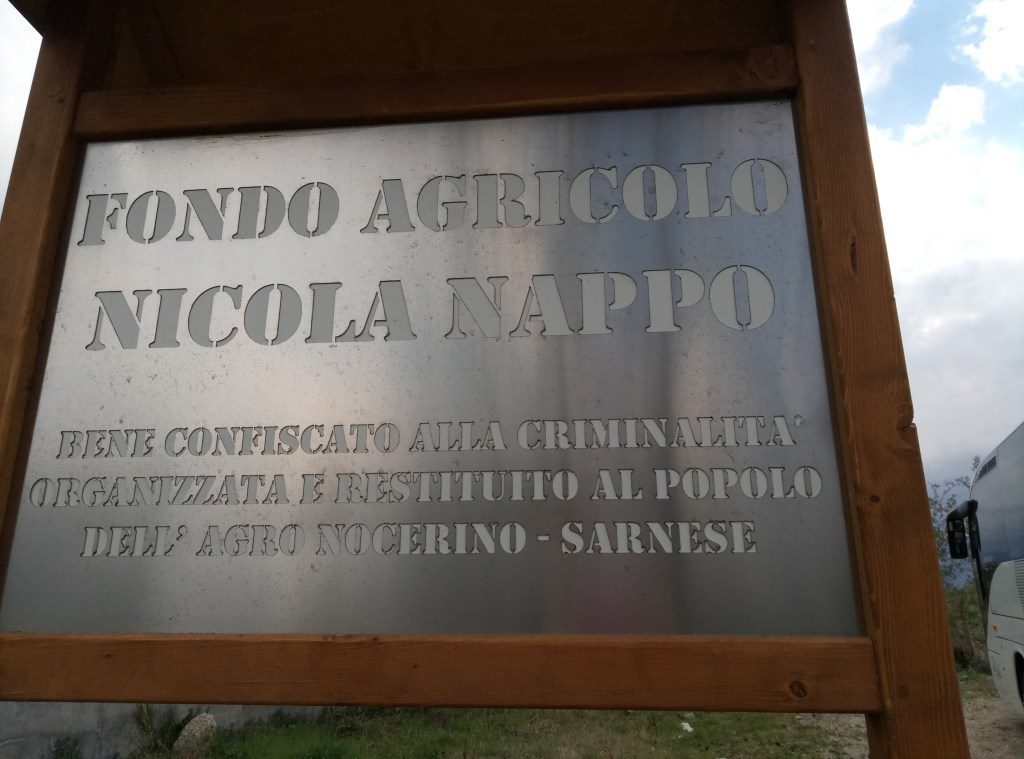 FONDO AGRICOLO
NICOLA NAPPO
BENE CONFISCATO ALLA CRIMINALITA'
ORGANIZZATA E RESTITUITO AL POPOLO
DELL' AGRO NOCERINO - SARNESE